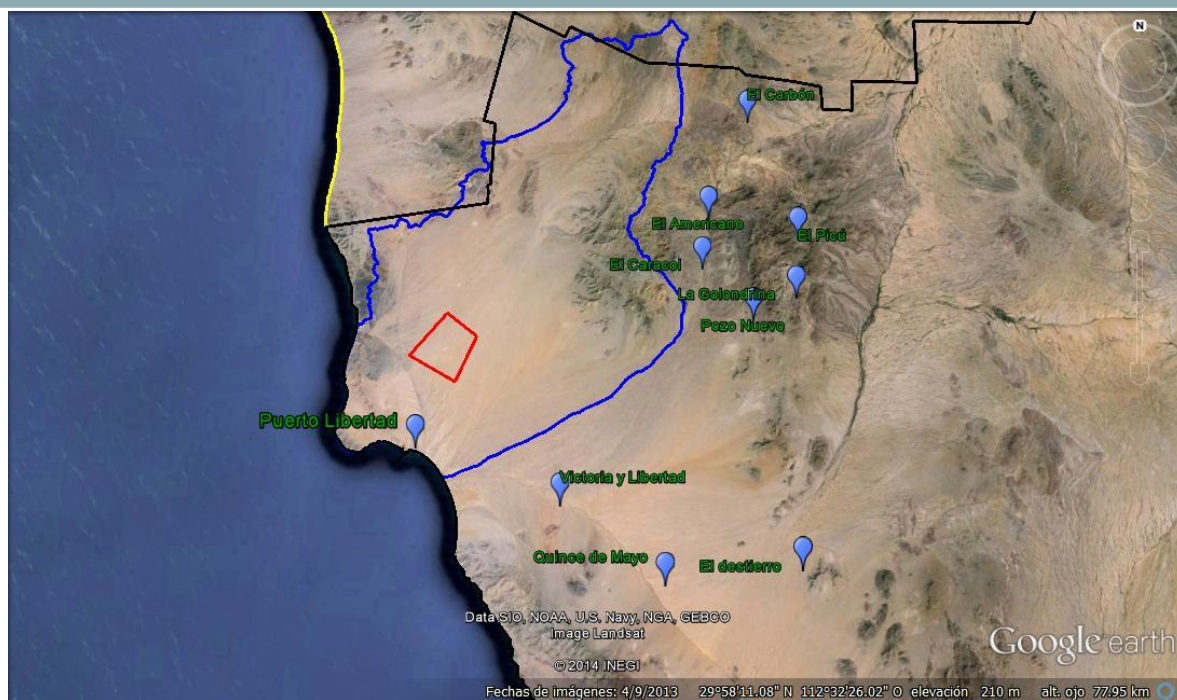 N
El Carbón
El Americano
El Picú
El Caracol
La Golondrina
Pozo Nuevo
Puerto Libertad
Victoria y Libertad
Quince de Mayo
El destierro
Data SIO, NOAA, U.S. Navy, NGA, GEBCO
Image Landsat
© 2014 INEGI
Google earth
Fechas de imágenes: 4/9/2013 29°58'11.08" N 112°32'26.02" O elevación 210 m alt. ojo 77.95 km